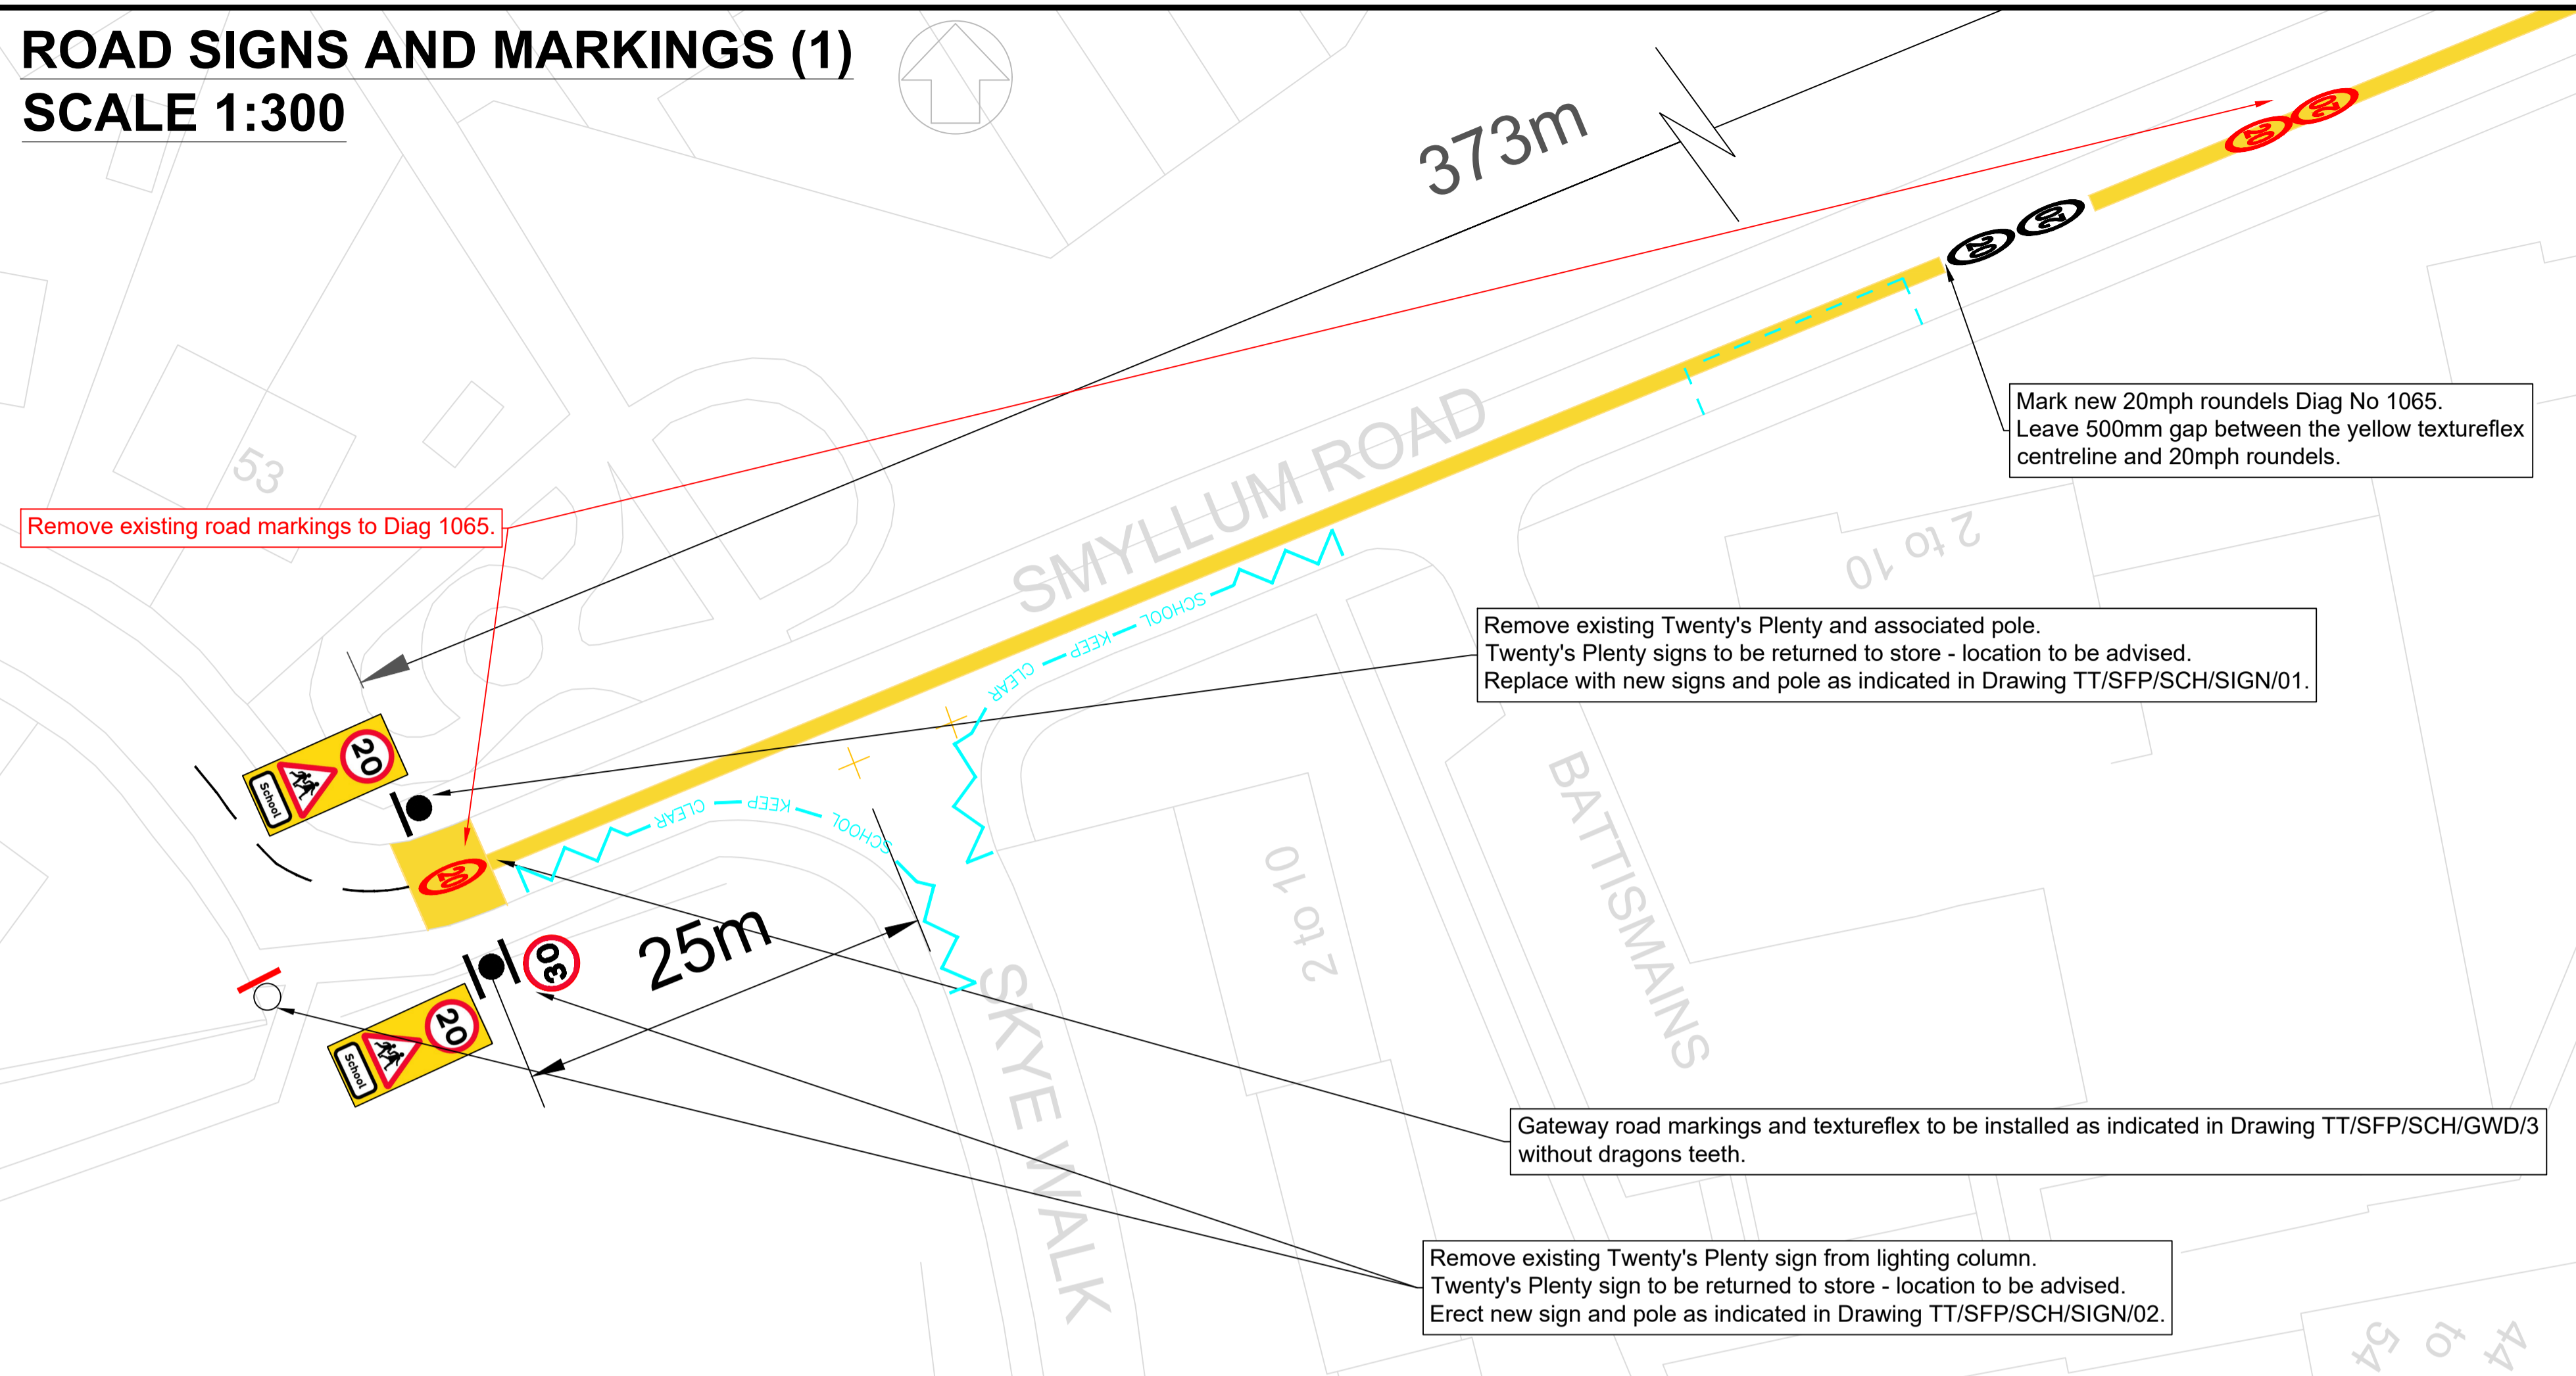 ROAD SIGNS AND MARKINGS (1)
SCALE 1:300
373m
20
20
20
20
Mark new 20mph roundels Diag No 1065.
Leave 500mm gap between the yellow textureflex
centreline and 20mph roundels.
53
SMYLLUM ROAD
Remove existing road markings to Diag 1065.
2 to 10
SCHOOL
KEEP
CLEAR
Remove existing Twenty's Plenty and associated pole.
Twenty's Plenty signs to be returned to store - location to be advised.
Replace with new signs and pole as indicated in Drawing TT/SFP/SCH/SIGN/01.
20
School
SCHOOL
KEEP
CLEAR
20
2 to 10
BATTISMAINS
30
25m
20
School
SKYE WALK
Gateway road markings and textureflex to be installed as indicated in Drawing TT/SFP/SCH/GWD/3
without dragons teeth.
Remove existing Twenty's Plenty sign from lighting column.
Twenty's Plenty sign to be returned to store - location to be advised.
Erect new sign and pole as indicated in Drawing TT/SFP/SCH/SIGN/02.
44 to 54